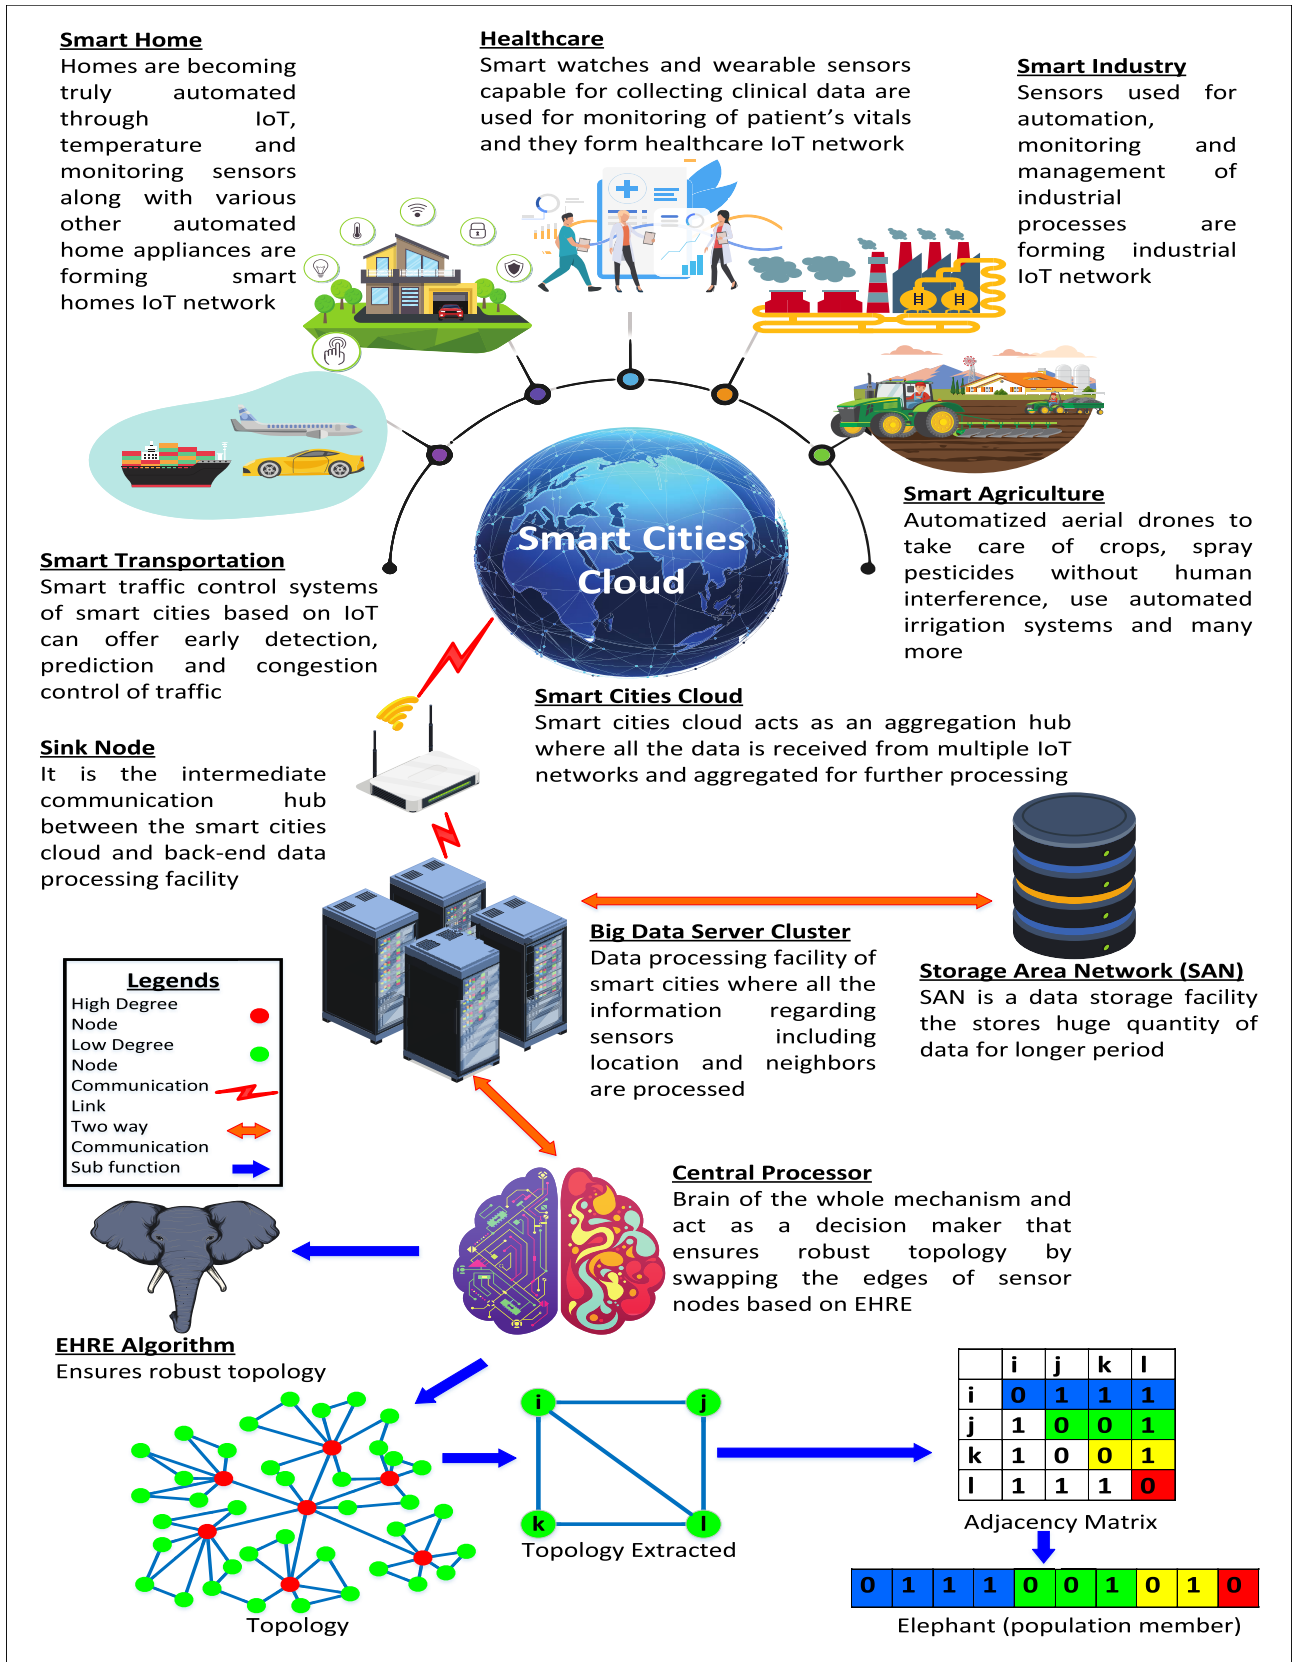 Smart Home
Homes are becoming
truly automated
through IoT,
temperature and
monitoring sensors
along with various
other automated
home appliances are
forming smart
homes IoT network
Healthcare
Smart watches and wearable sensors
capable for collecting clinical data are
used for monitoring of patient’s vitals
and they form healthcare IoT network
Smart Industry
Sensors used for
automation,
monitoring and
management of
industrial
processes are
forming industrial
IoT network
Smart Cities
Cloud
Smart Agriculture
Automatized aerial drones to
take care of crops, spray
pesticides without human
interference, use automated
irrigation systems and many
more
Smart Transportation
Smart traffic control systems
of smart cities based on IoT
can offer early detection,
prediction and congestion
control of traffic
Smart Cities Cloud
Smart cities cloud acts as an aggregation hub
where all the data is received from multiple IoT
networks and aggregated for further processing
Sink Node
It is the intermediate
communication hub
between the smart cities
cloud and back-end data
processing facility
Big Data Server Cluster
Data processing facility of
smart cities where all the
information regarding
sensors including
location and neighbors
are processed
Storage Area Network (SAN)
SAN is a data storage facility
the stores huge quantity of
data for longer period
Legends
High Degree
Node
Low Degree
Node
Communication
Link
Two way
Communication
Sub function
Central Processor
Brain of the whole mechanism and
act as a decision maker that
ensures robust topology by
swapping the edges of sensor
nodes based on EHRE
EHRE Algorithm
Ensures robust topology
Topology
i j
k l
Topology Extracted
i j k l
i 0 1 1 1
j 1 0 0 1
k 1 0 0 1
l 1 1 1 0
Adjacency Matrix
0 1 1 1 0 0 1 0 1 0
Elephant (population member)